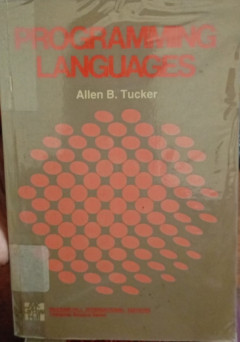 PROGRAMMING
LANGUAGES
Allen B. Tucker